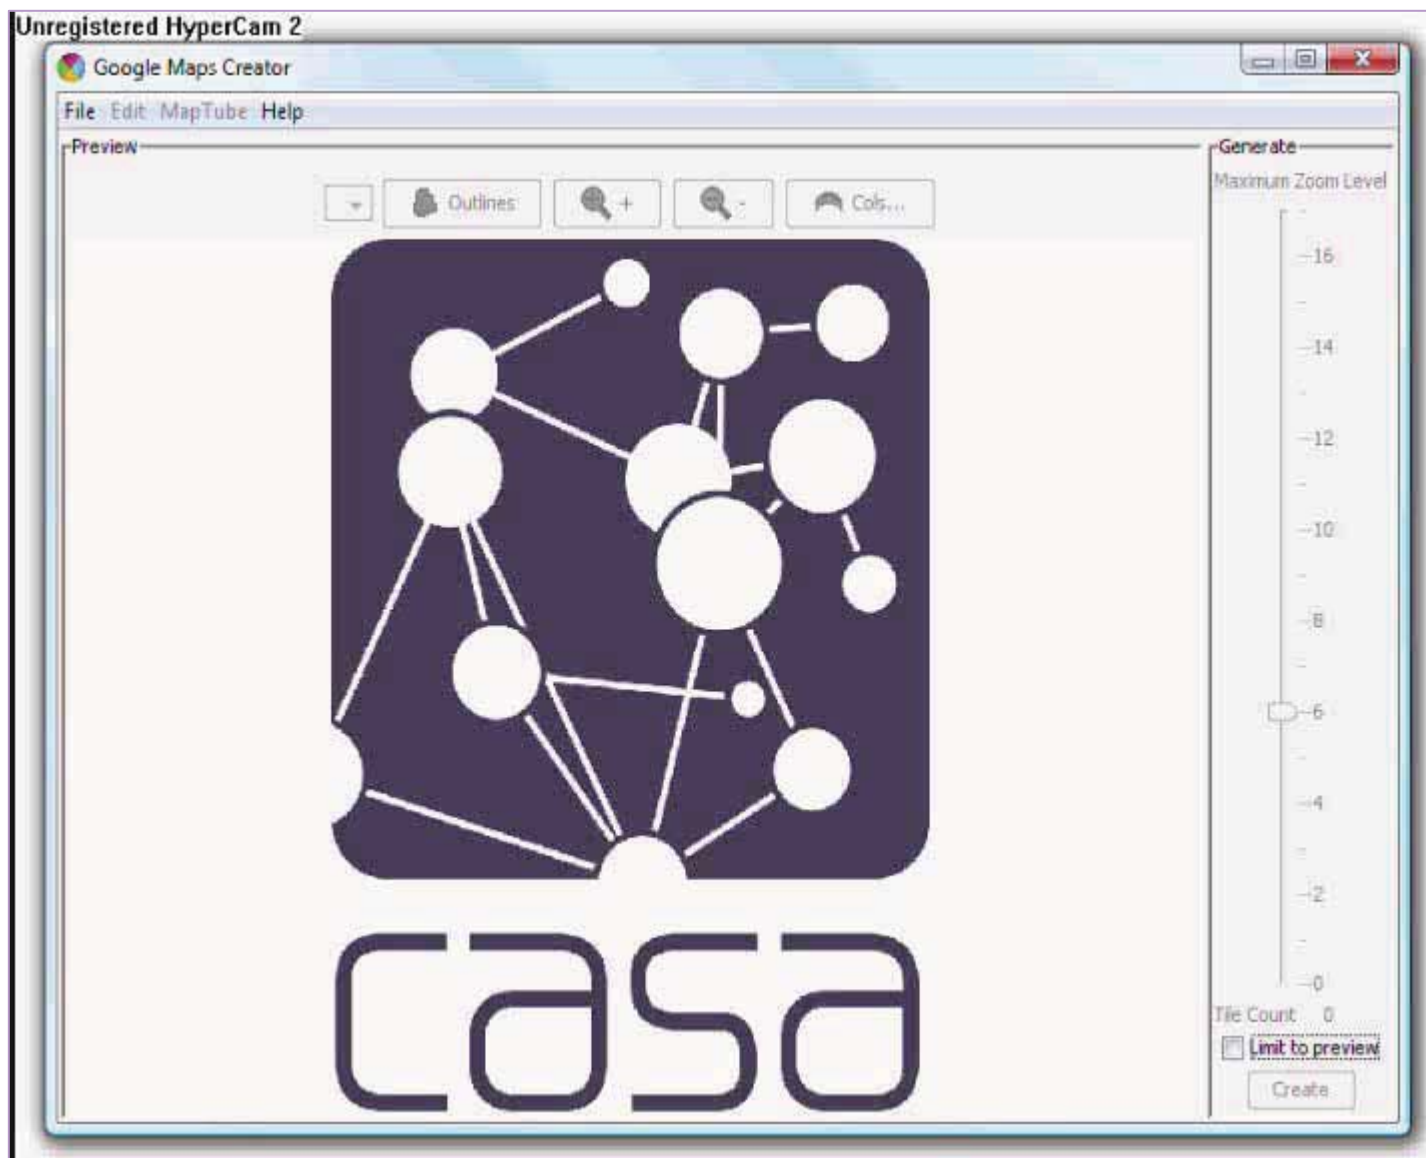 Unregistered HyperCam 2
Google Maps Creator
File Edit MapTube Help
Preview
Generate
Outlines + - Cols...
Maximum Zoom Level
16
14
12
10
8
6
4
2
0
casa
Tile Count 0
Limit to preview
Create